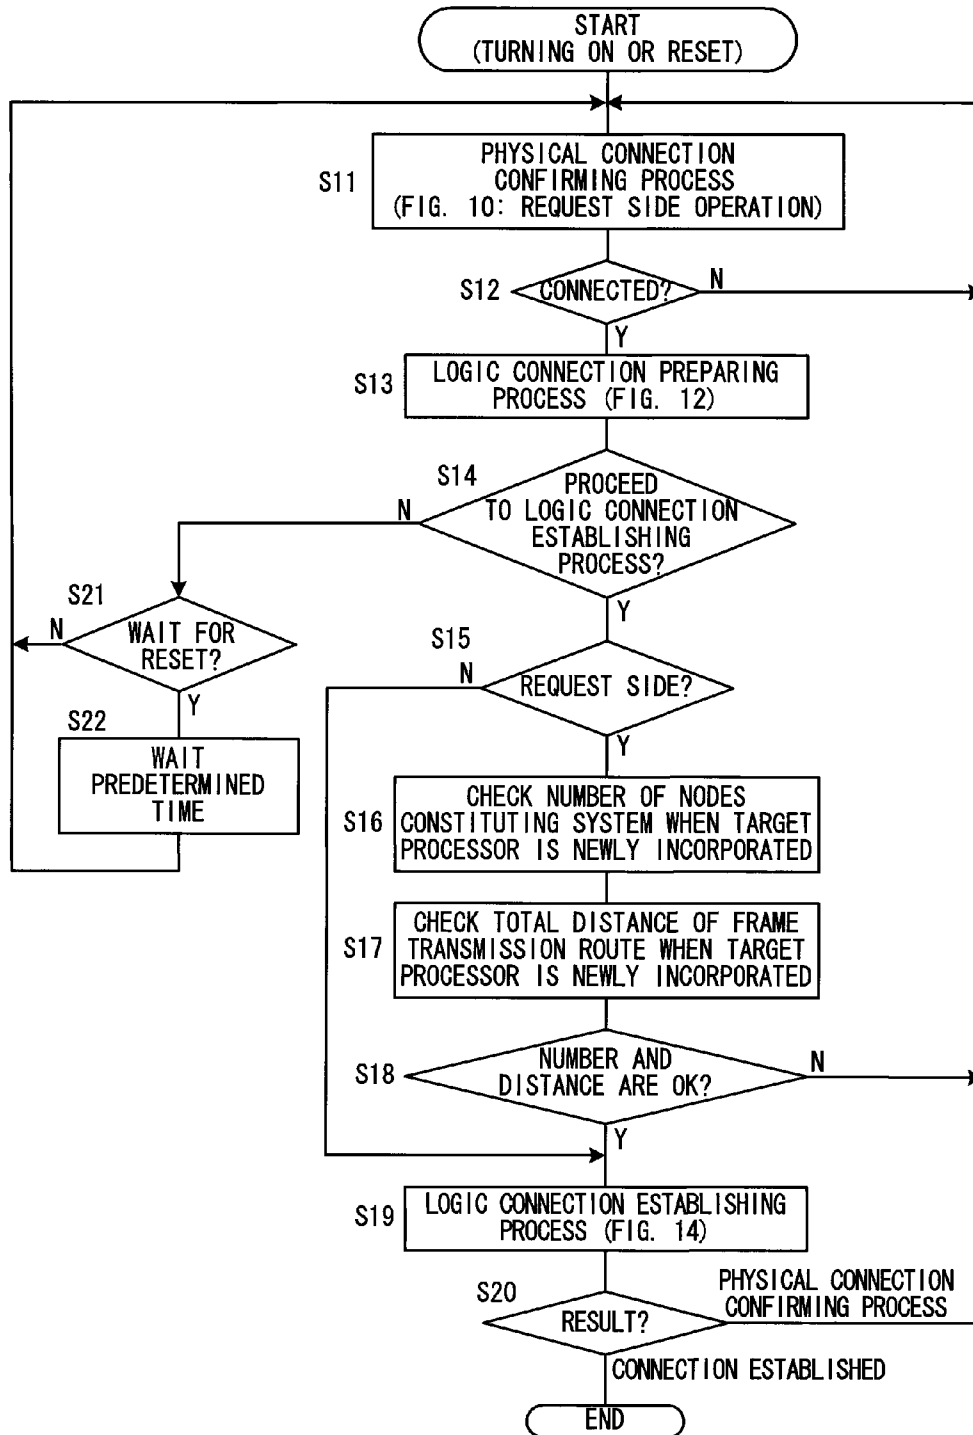 START
(TURNING ON OR RESET)
S11
PHYSICAL CONNECTION
CONFIRMING PROCESS
(FIG. 10: REQUEST SIDE OPERATION)
S12
CONNECTED?
N
Y
S13
LOGIC CONNECTION PREPARING
PROCESS (FIG. 12)
S14
PROCEED
TO LOGIC CONNECTION
ESTABLISHING
PROCESS?
N
Y
S21
WAIT FOR
RESET?
N
Y
S22
WAIT
PREDETERMINED
TIME
S15
REQUEST SIDE?
N
Y
S16
CHECK NUMBER OF NODES
CONSTITUTING SYSTEM WHEN TARGET
PROCESSOR IS NEWLY INCORPORATED
S17
CHECK TOTAL DISTANCE OF FRAME
TRANSMISSION ROUTE WHEN TARGET
PROCESSOR IS NEWLY INCORPORATED
S18
NUMBER AND
DISTANCE ARE OK?
N
Y
S19
LOGIC CONNECTION ESTABLISHING
PROCESS (FIG. 14)
S20
RESULT?
PHYSICAL CONNECTION
CONFIRMING PROCESS
CONNECTION ESTABLISHED
END